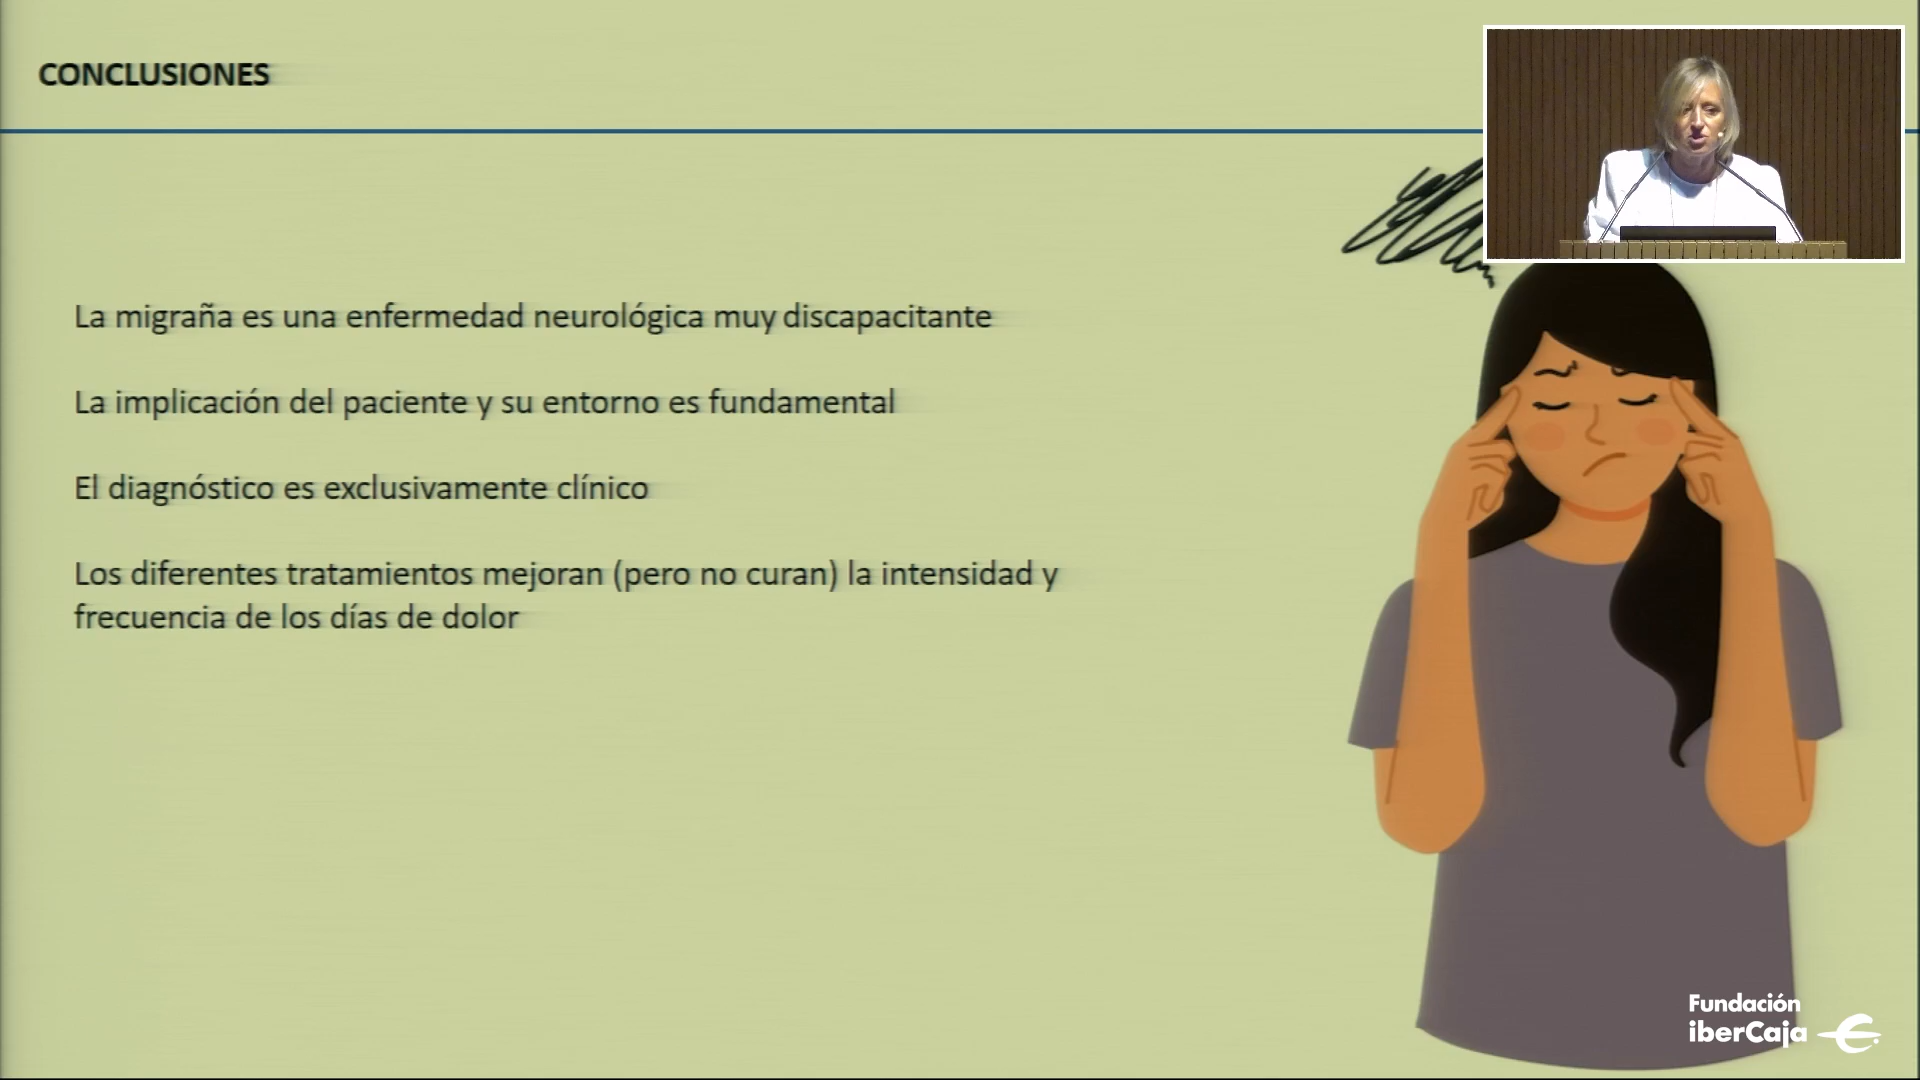 CONCLUSIONES
La migraña es una enfermedad neurológica muy discapacitante
La implicación del paciente y su entorno es fundamental
El diagnóstico es exclusivamente clínico
Los diferentes tratamientos mejoran (pero no curan) la intensidad y
frecuencia de los días de dolor
Fundación
iberCaja